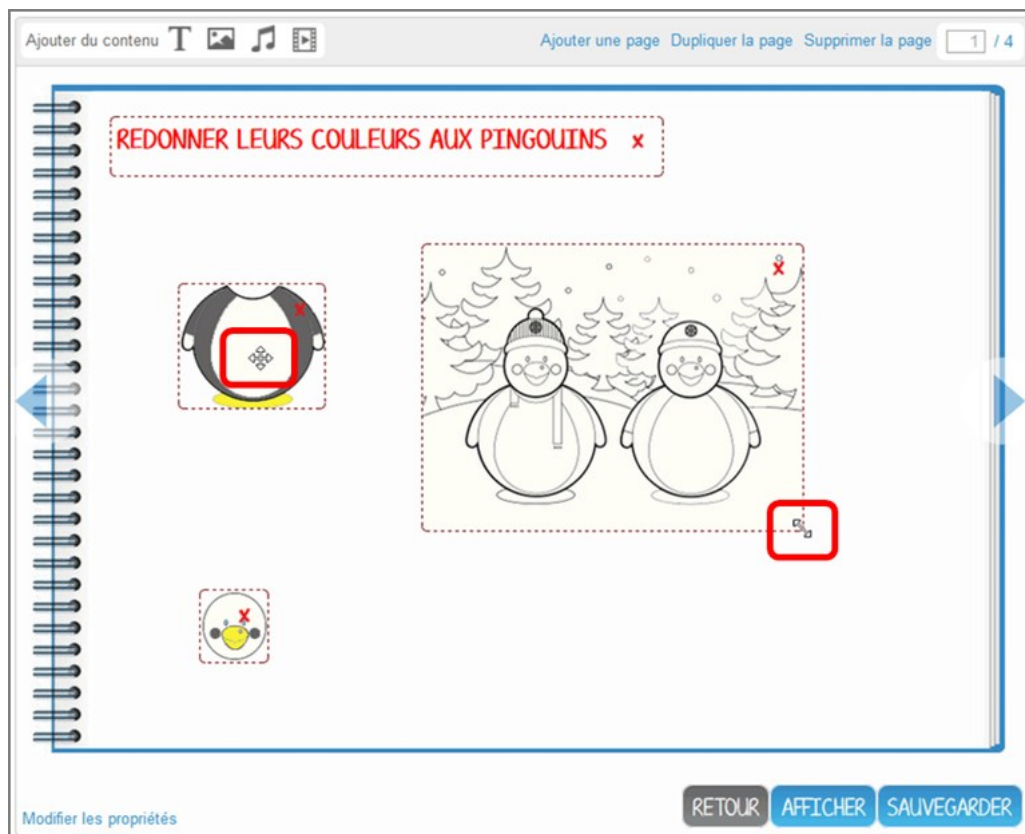 Ajouter du contenu T
Ajouter une page Dupliquer la page Supprimer la page 1 / 4
REDONNER LEURS COULEURS AUX PINGOUINS x
x
x
x
Modifier les propriétés
RETOUR AFFICHER SAUVEGARDER